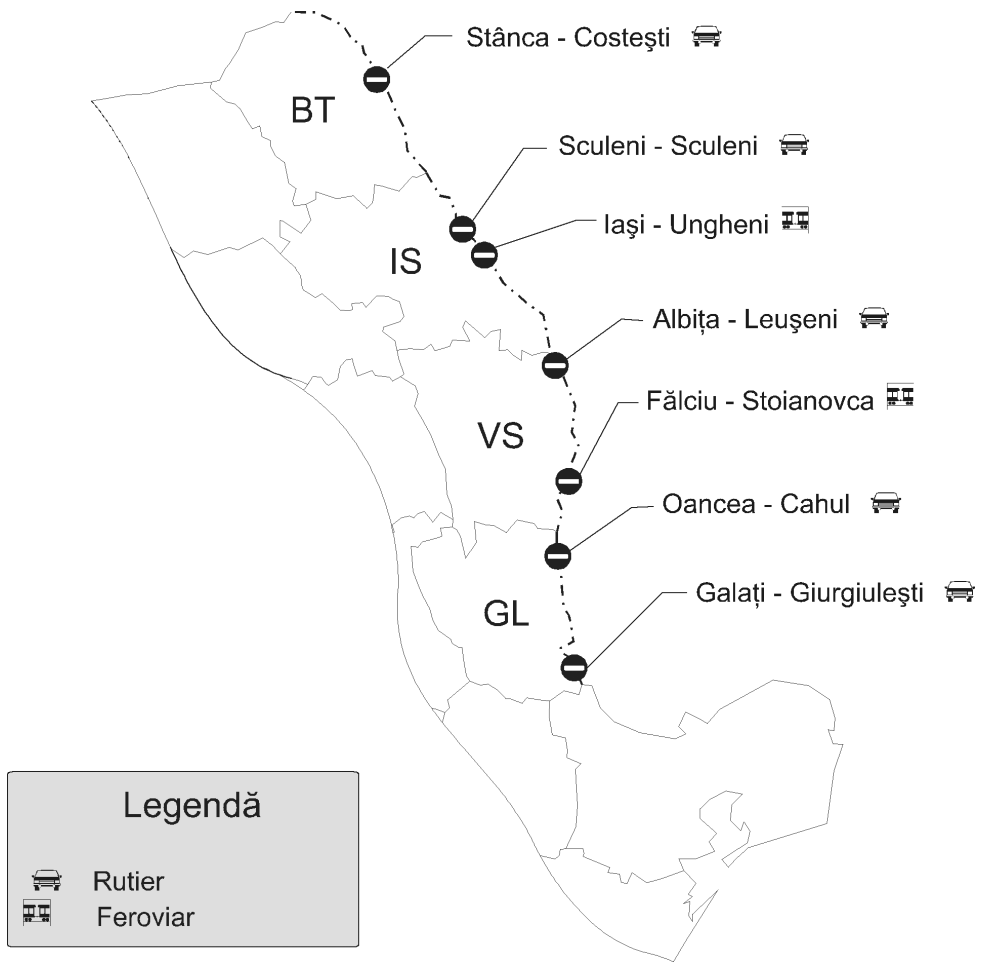 Stânca - Costeşti
BT
Sculeni - Sculeni
Iaşi - Ungheni
IS
Albița - Leuşeni
Fălciu - Stoianovca
VS
Oancea - Cahul
Galați - Giurgiuleşti
GL
Legendă
Rutier
Feroviar